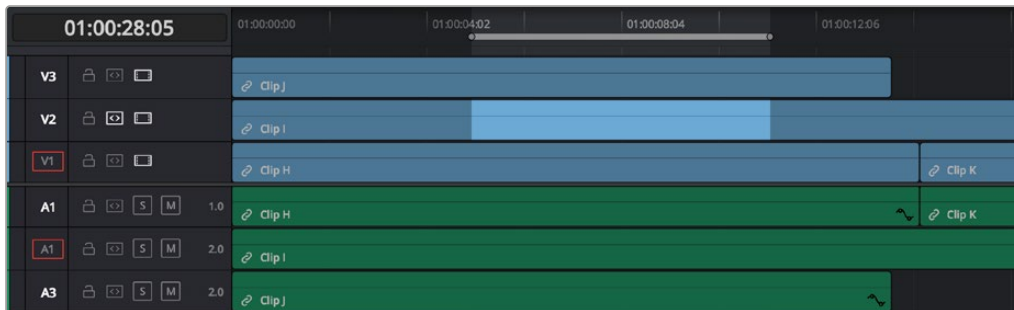 01:00:28:05 01:00:00:00 01:00:04:02 01:00:08:04 01:00:12:06
V3 Clip J
V2 Clip I
V1 Clip H Clip K
A1 S M 1.0 Clip H Clip K
A1 S M 2.0 Clip I
A3 S M 2.0 Clip J